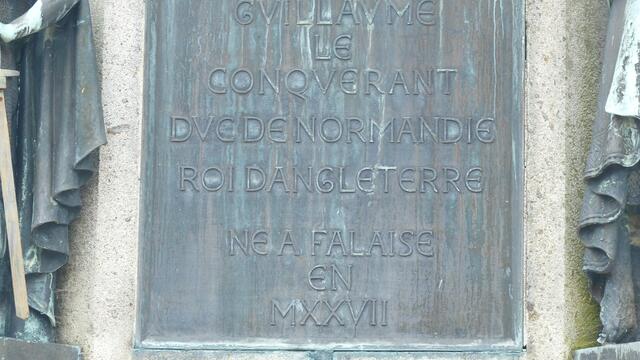 GVILLAVME
LE
CONQVERANT
DVC DE NORMANDIE
ROI DANGLETERRE
NE A FALAISE
EN
MXXVII